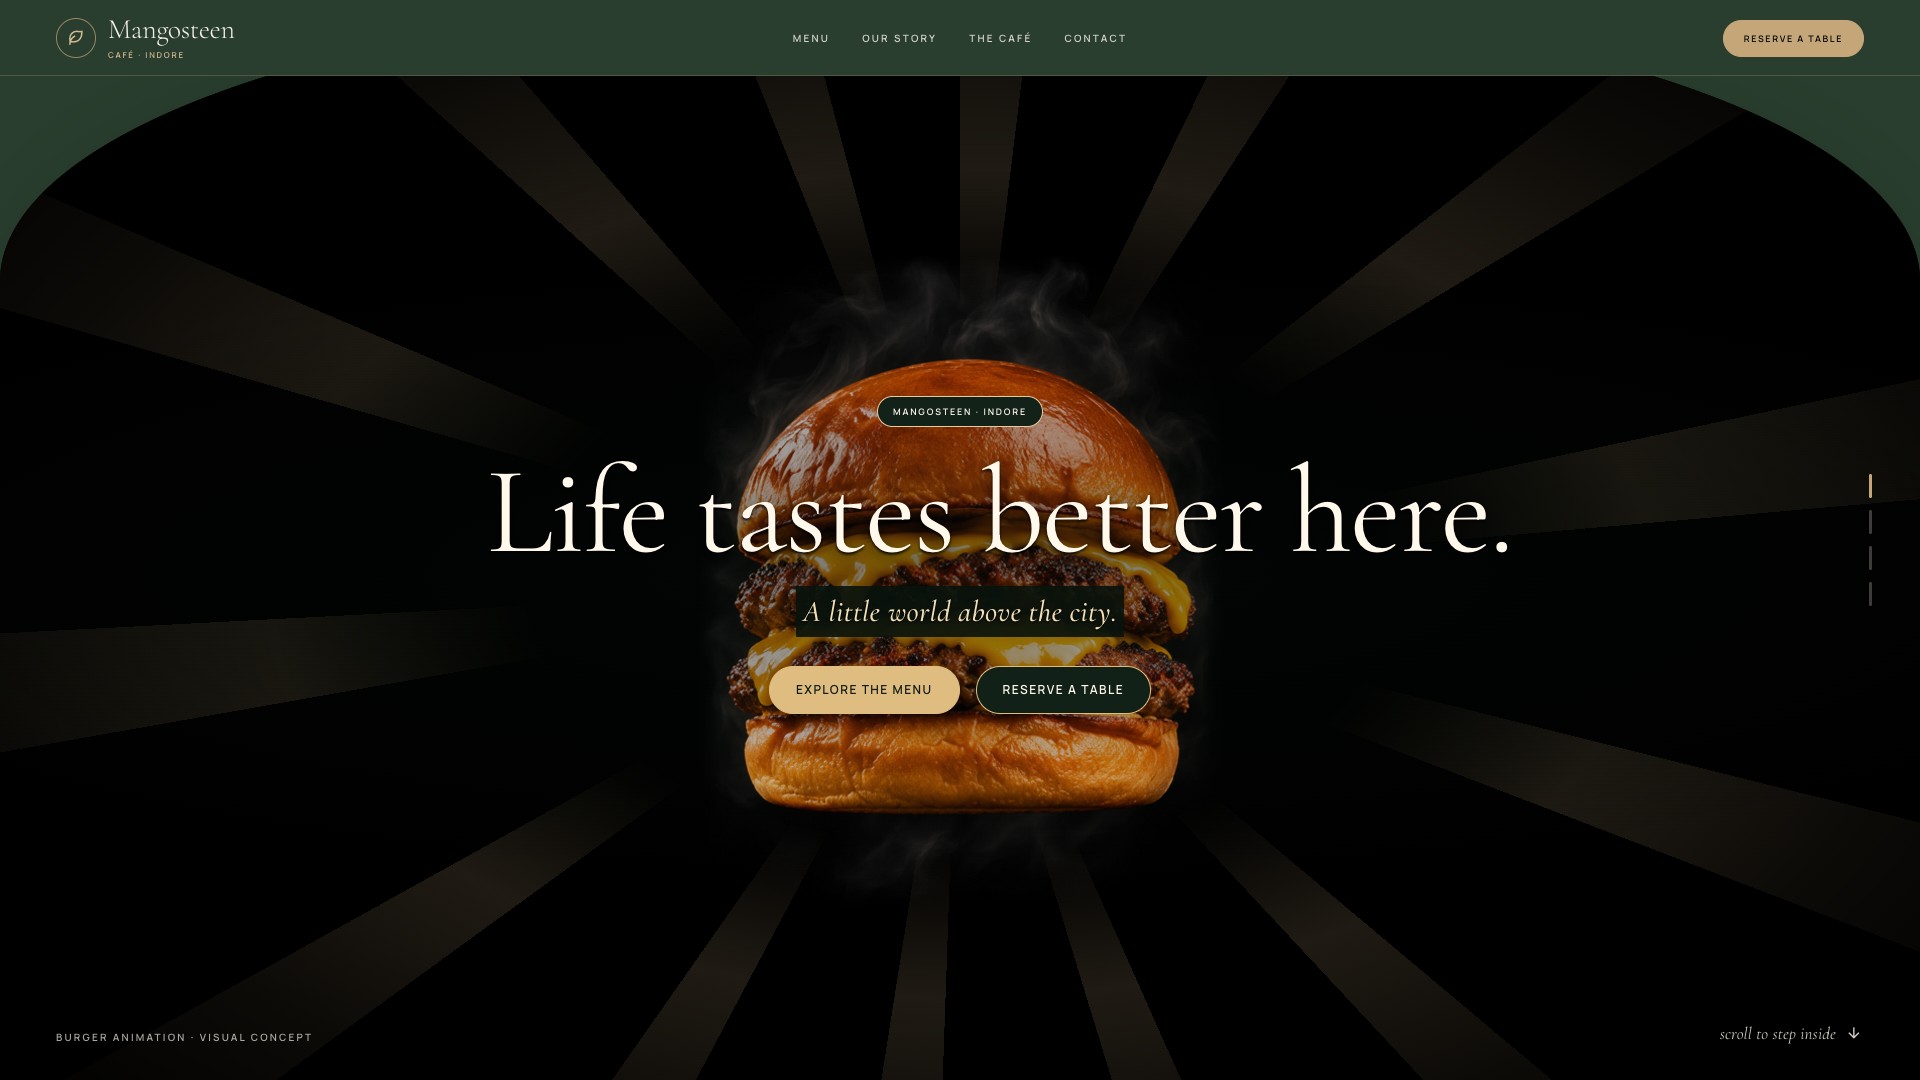 Mangosteen
CAFÉ · INDORE
MENU
OUR STORY
THE CAFÉ
CONTACT
RESERVE A TABLE
MANGOSTEEN · INDORE
Life tastes better here.
A little world above the city.
EXPLORE THE MENU
RESERVE A TABLE
BURGER ANIMATION · VISUAL CONCEPT
scroll to step inside